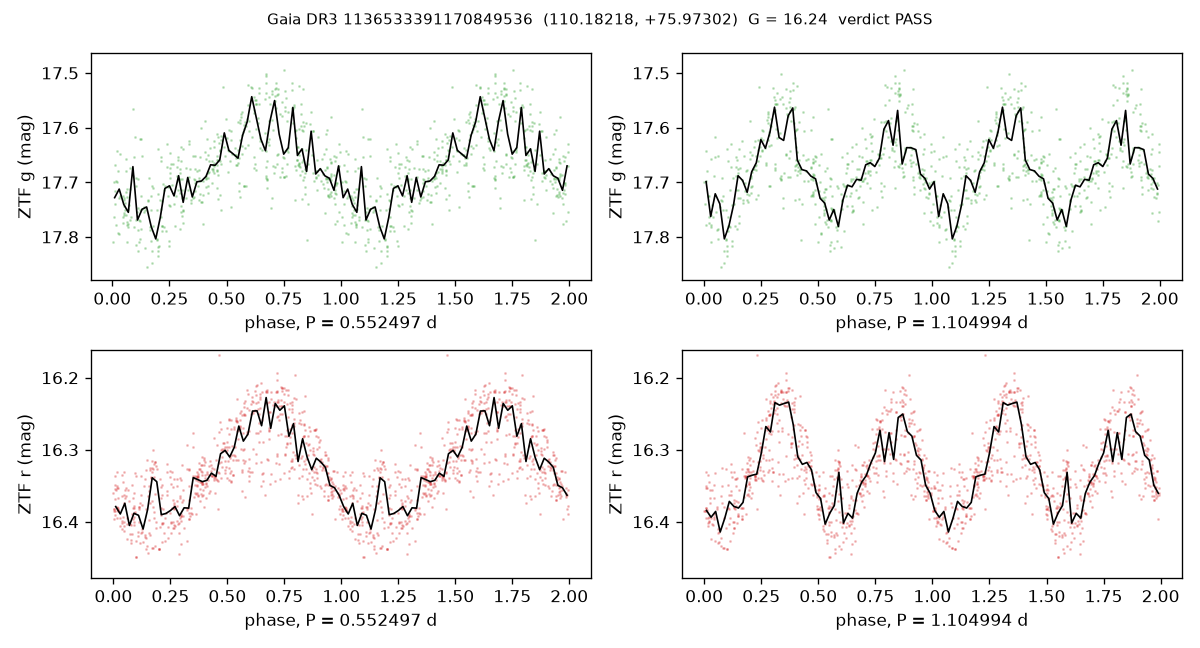 Gaia DR3 1136533391170849536 (110.18218, +75.97302) G = 16.24 verdict PASS
ZTF g (mag)
17.5
17.6
17.7
17.8
0.00 0.25 0.50 0.75 1.00 1.25 1.50 1.75 2.00
phase, P = 0.552497 d
ZTF g (mag)
17.5
17.6
17.7
17.8
0.00 0.25 0.50 0.75 1.00 1.25 1.50 1.75 2.00
phase, P = 1.104994 d
ZTF r (mag)
16.2
16.3
16.4
0.00 0.25 0.50 0.75 1.00 1.25 1.50 1.75 2.00
phase, P = 0.552497 d
ZTF r (mag)
16.2
16.3
16.4
0.00 0.25 0.50 0.75 1.00 1.25 1.50 1.75 2.00
phase, P = 1.104994 d